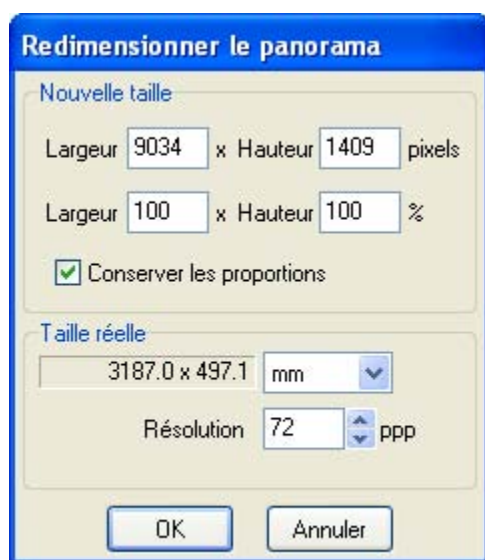 Redimensionner le panorama
Nouvelle taille
Largeur 9034 x Hauteur 1409 pixels
Largeur 100 x Hauteur 100 %
Conserver les proportions
Taille réelle
3187.0 x 497.1 mm
Résolution 72 ppp
OK Annuler